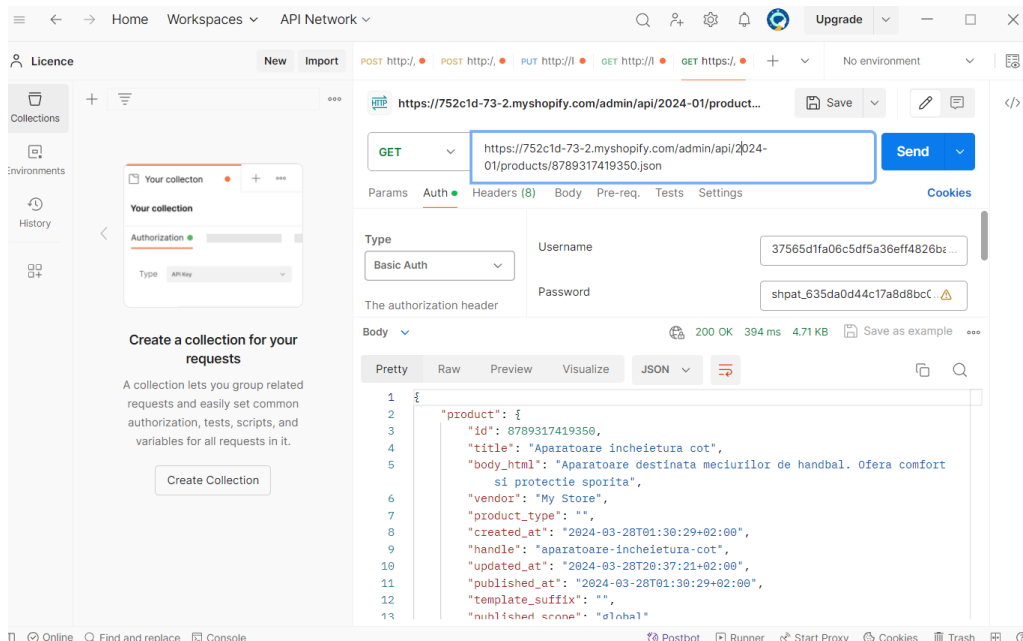 Home Workspaces API Network Upgrade
Licence New Import POST http:/, POST http:/, PUT http://l GET http://l GET https:/, No environment
Collections
Environments
History
Your collecton
Your collection
Authorization
Type API Key
Create a collection for your
requests
A collection lets you group related
requests and easily set common
authorization, tests, scripts, and
variables for all requests in it.
Create Collection
HTTP https://752c1d-73-2.myshopify.com/admin/api/2024-01/product... Save
GET https://752c1d-73-2.myshopify.com/admin/api/2024-
01/products/8789317419350.json
Send
Params Auth Headers (8) Body Pre-req. Tests Settings Cookies
Type
Basic Auth
The authorization header
Username 37565d1fa06c5df5a36eff4826ba...
Password shpat_635da0d44c17a8d8bc0...
Body 200 OK 394 ms 4.71 KB Save as example
Pretty Raw Preview Visualize JSON
1 {
2 "product": {
3 "id": 8789317419350,
4 "title": "Aparatoare incheietura cot",
5 "body_html": "Aparatoare destinata meciurilor de handbal. Ofera comfort
si protectie sporita",
6 "vendor": "My Store",
7 "product_type": "",
8 "created_at": "2024-03-28T01:30:29+02:00",
9 "handle": "aparatoare-incheietura-cot",
10 "updated_at": "2024-03-28T20:37:21+02:00",
11 "published_at": "2024-03-28T01:30:29+02:00",
12 "template_suffix": "",
13 "published_scope": "global"
Online Find and replace Console Postbot Runner Start Proxy Cookies Trash